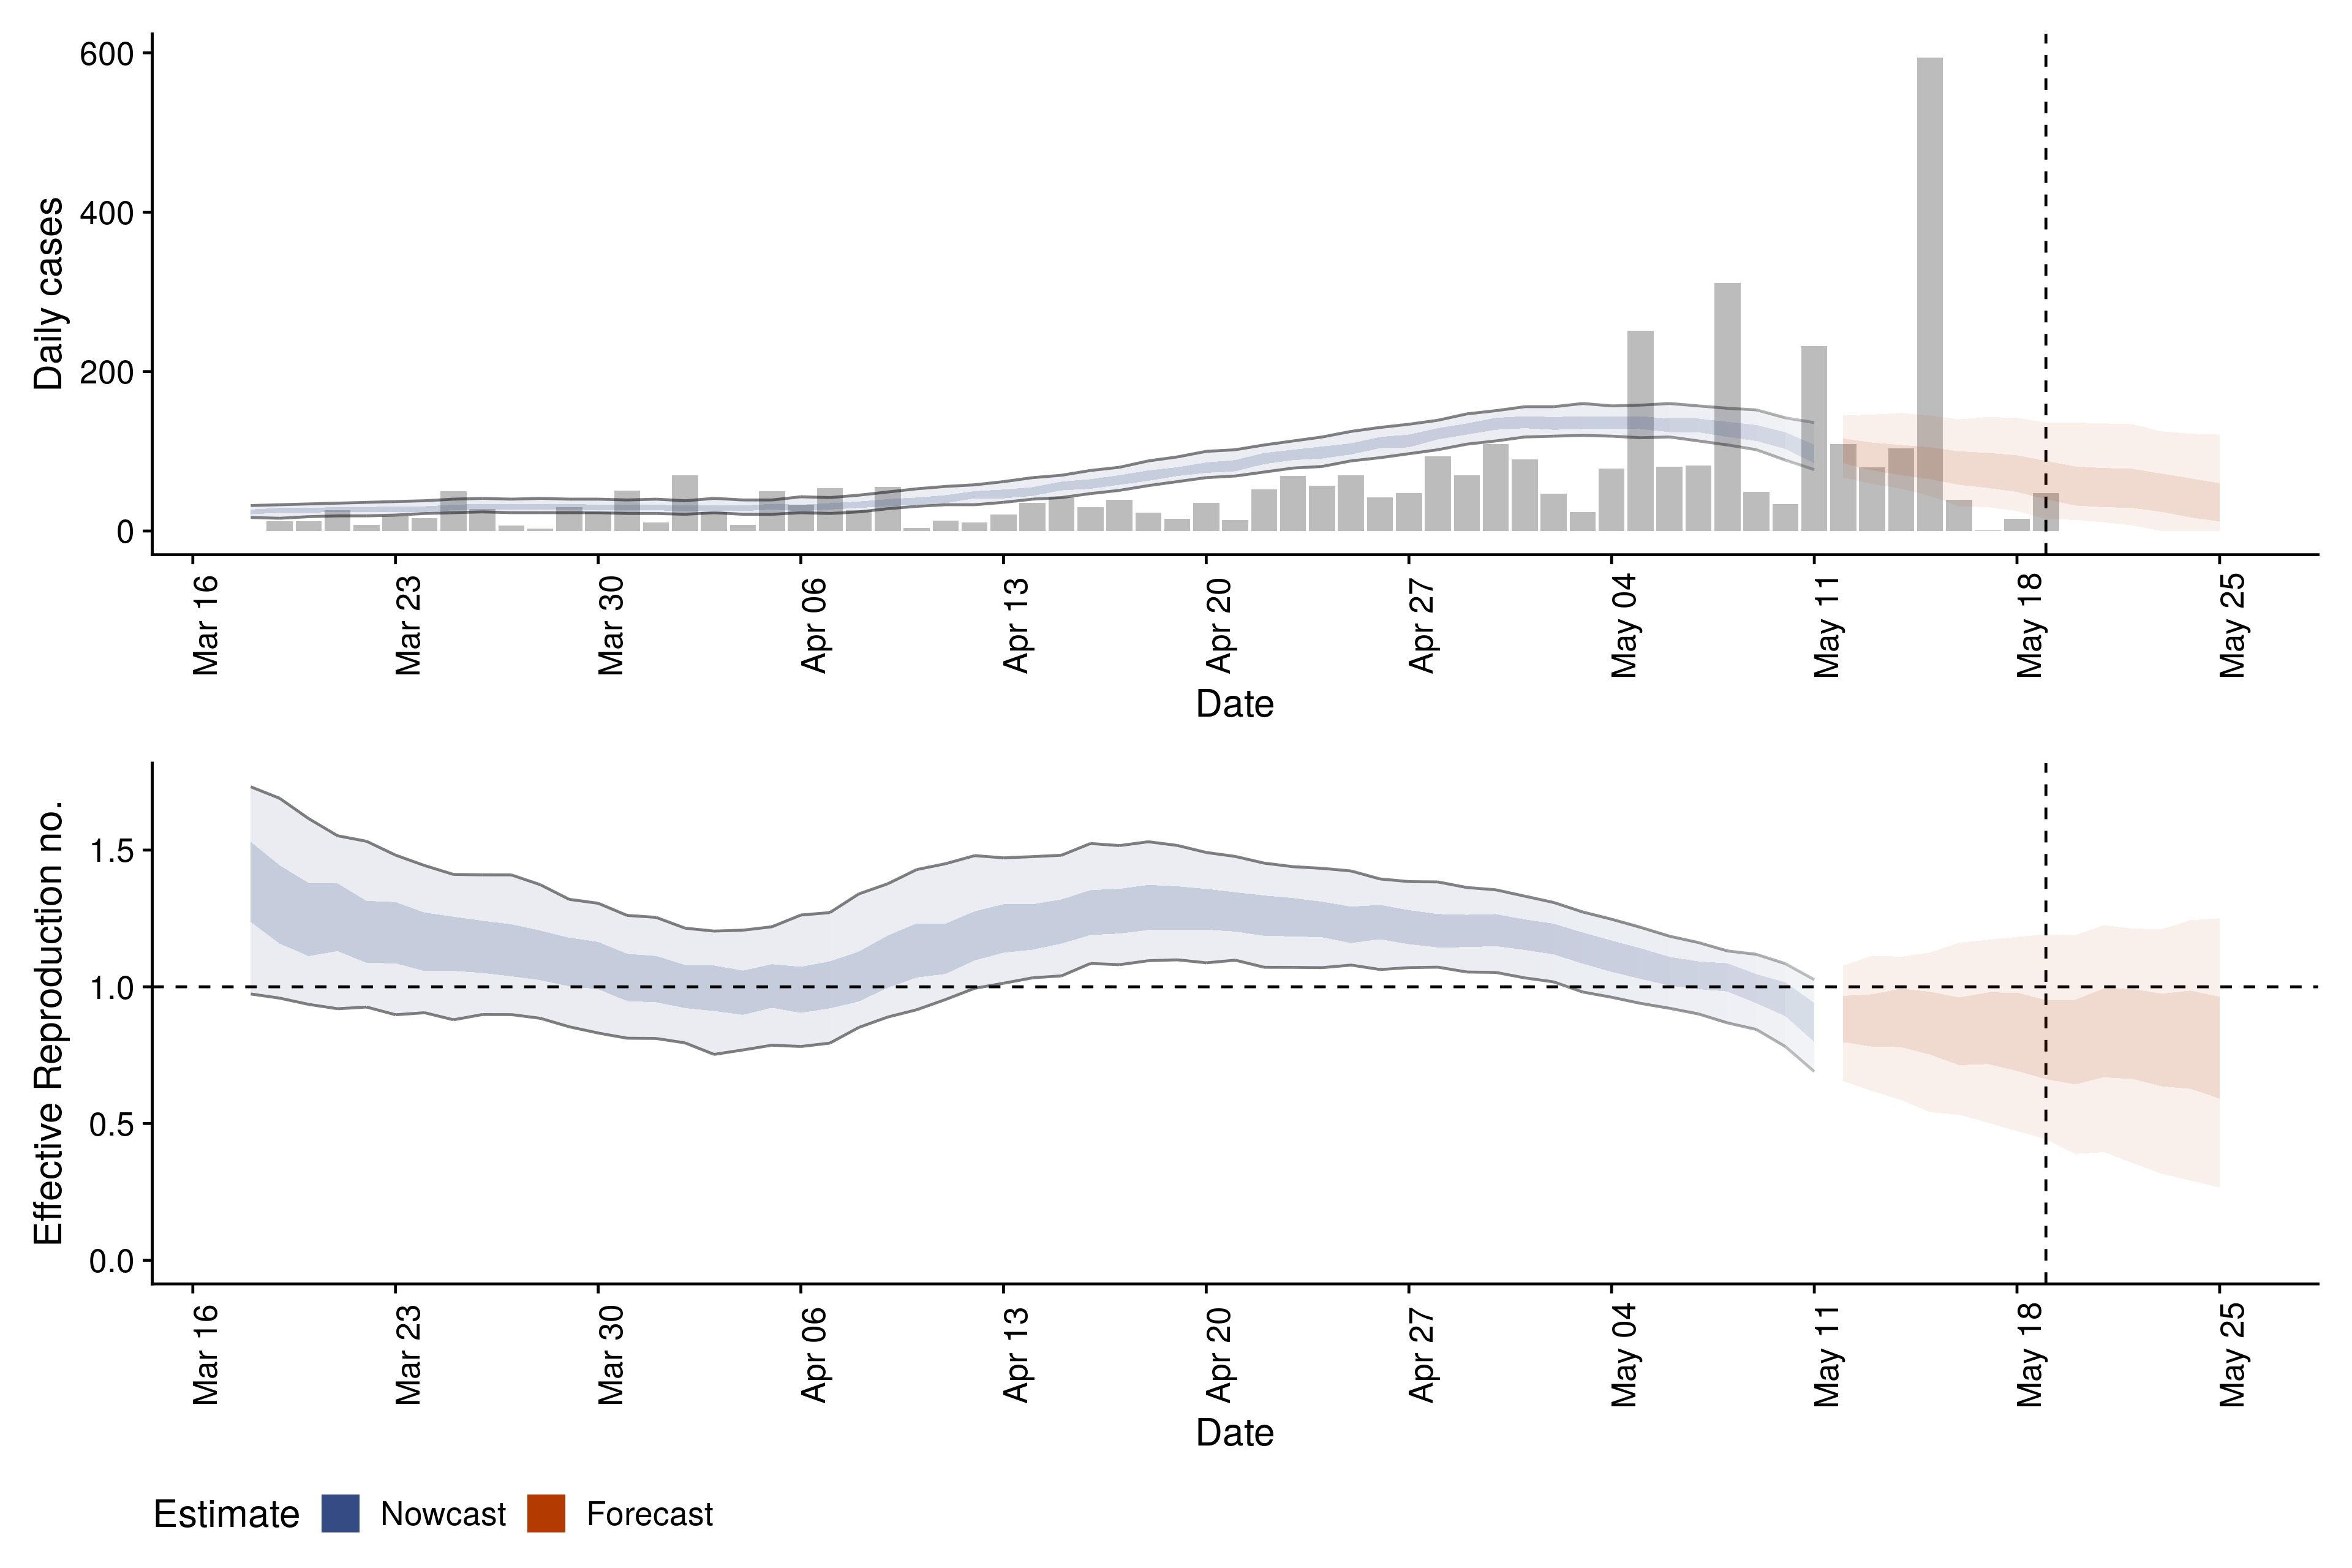 600
400
200
0
Daily cases
Mar 16
Mar 23
Mar 30
Apr 06
Apr 13
Apr 20
Apr 27
May 04
May 11
May 18
May 25
Date
1.5
1.0
0.5
0.0
Effective Reproduction no.
Mar 16
Mar 23
Mar 30
Apr 06
Apr 13
Apr 20
Apr 27
May 04
May 11
May 18
May 25
Date
Estimate Nowcast Forecast